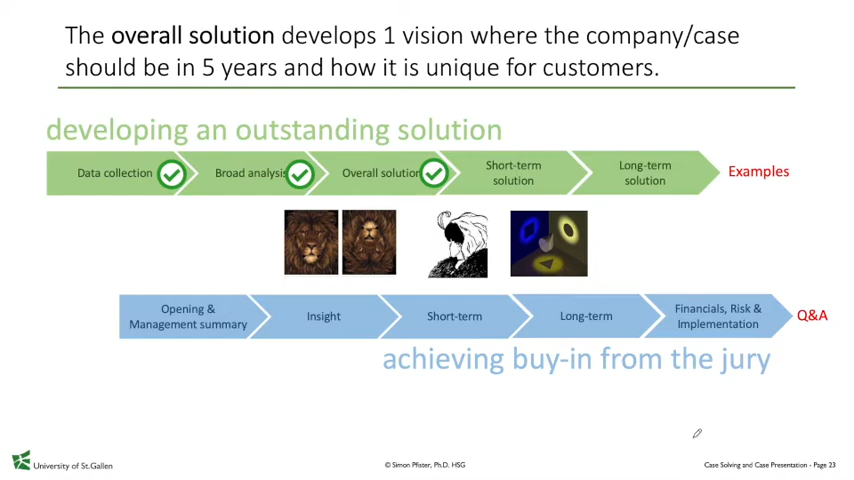 The overall solution develops 1 vision where the company/case
should be in 5 years and how it is unique for customers.
developing an outstanding solution
Data collection
Broad analysis
Overall solution
Short-term
solution
Long-term
solution
Examples
Opening &
Management summary
Insight
Short-term
Long-term
Financials, Risk &
Implementation
Q&A
achieving buy-in from the jury
University of St.Gallen
© Simon Pfister, Ph.D. HSG
Case Solving and Case Presentation - Page 23